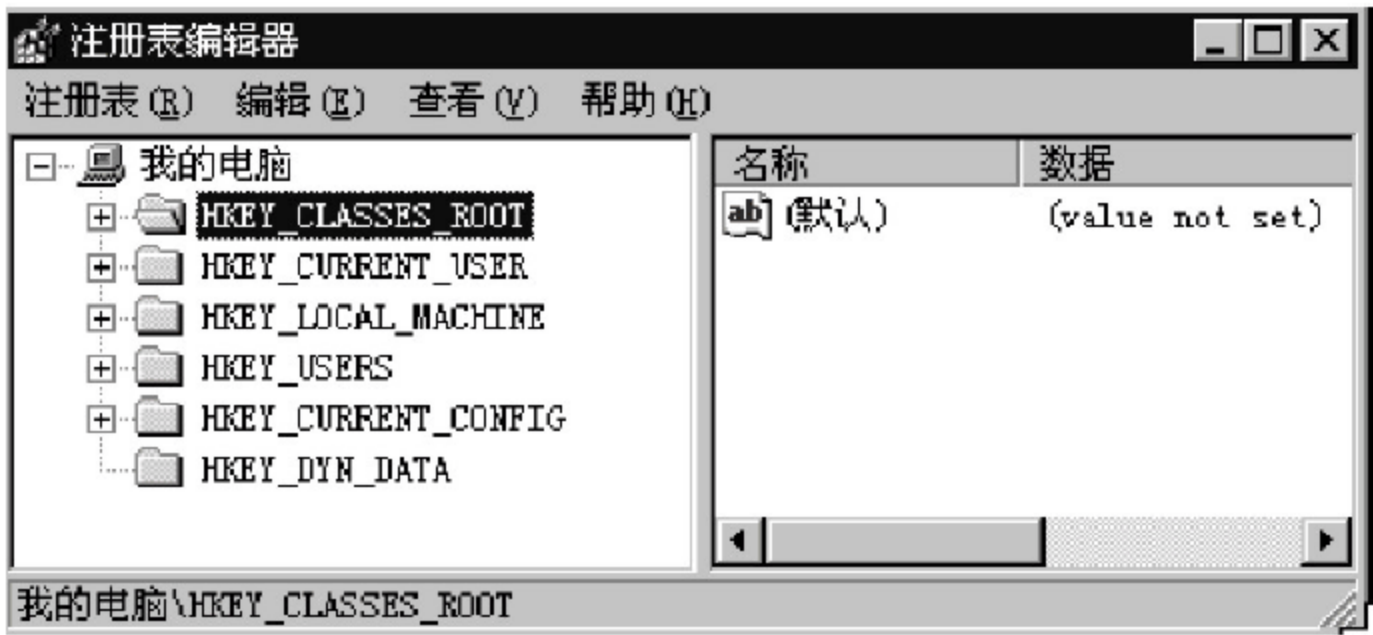 注册表编辑器
注册表(R) 编辑(E) 查看(V) 帮助(H)
我的电脑
HKEY_CLASSES_ROOT
HKEY_CURRENT_USER
HKEY_LOCAL_MACHINE
HKEY_USERS
HKEY_CURRENT_CONFIG
HKEY_DYN_DATA
名称 数据
ab (默认) (value not set)
我的电脑\HKEY_CLASSES_ROOT